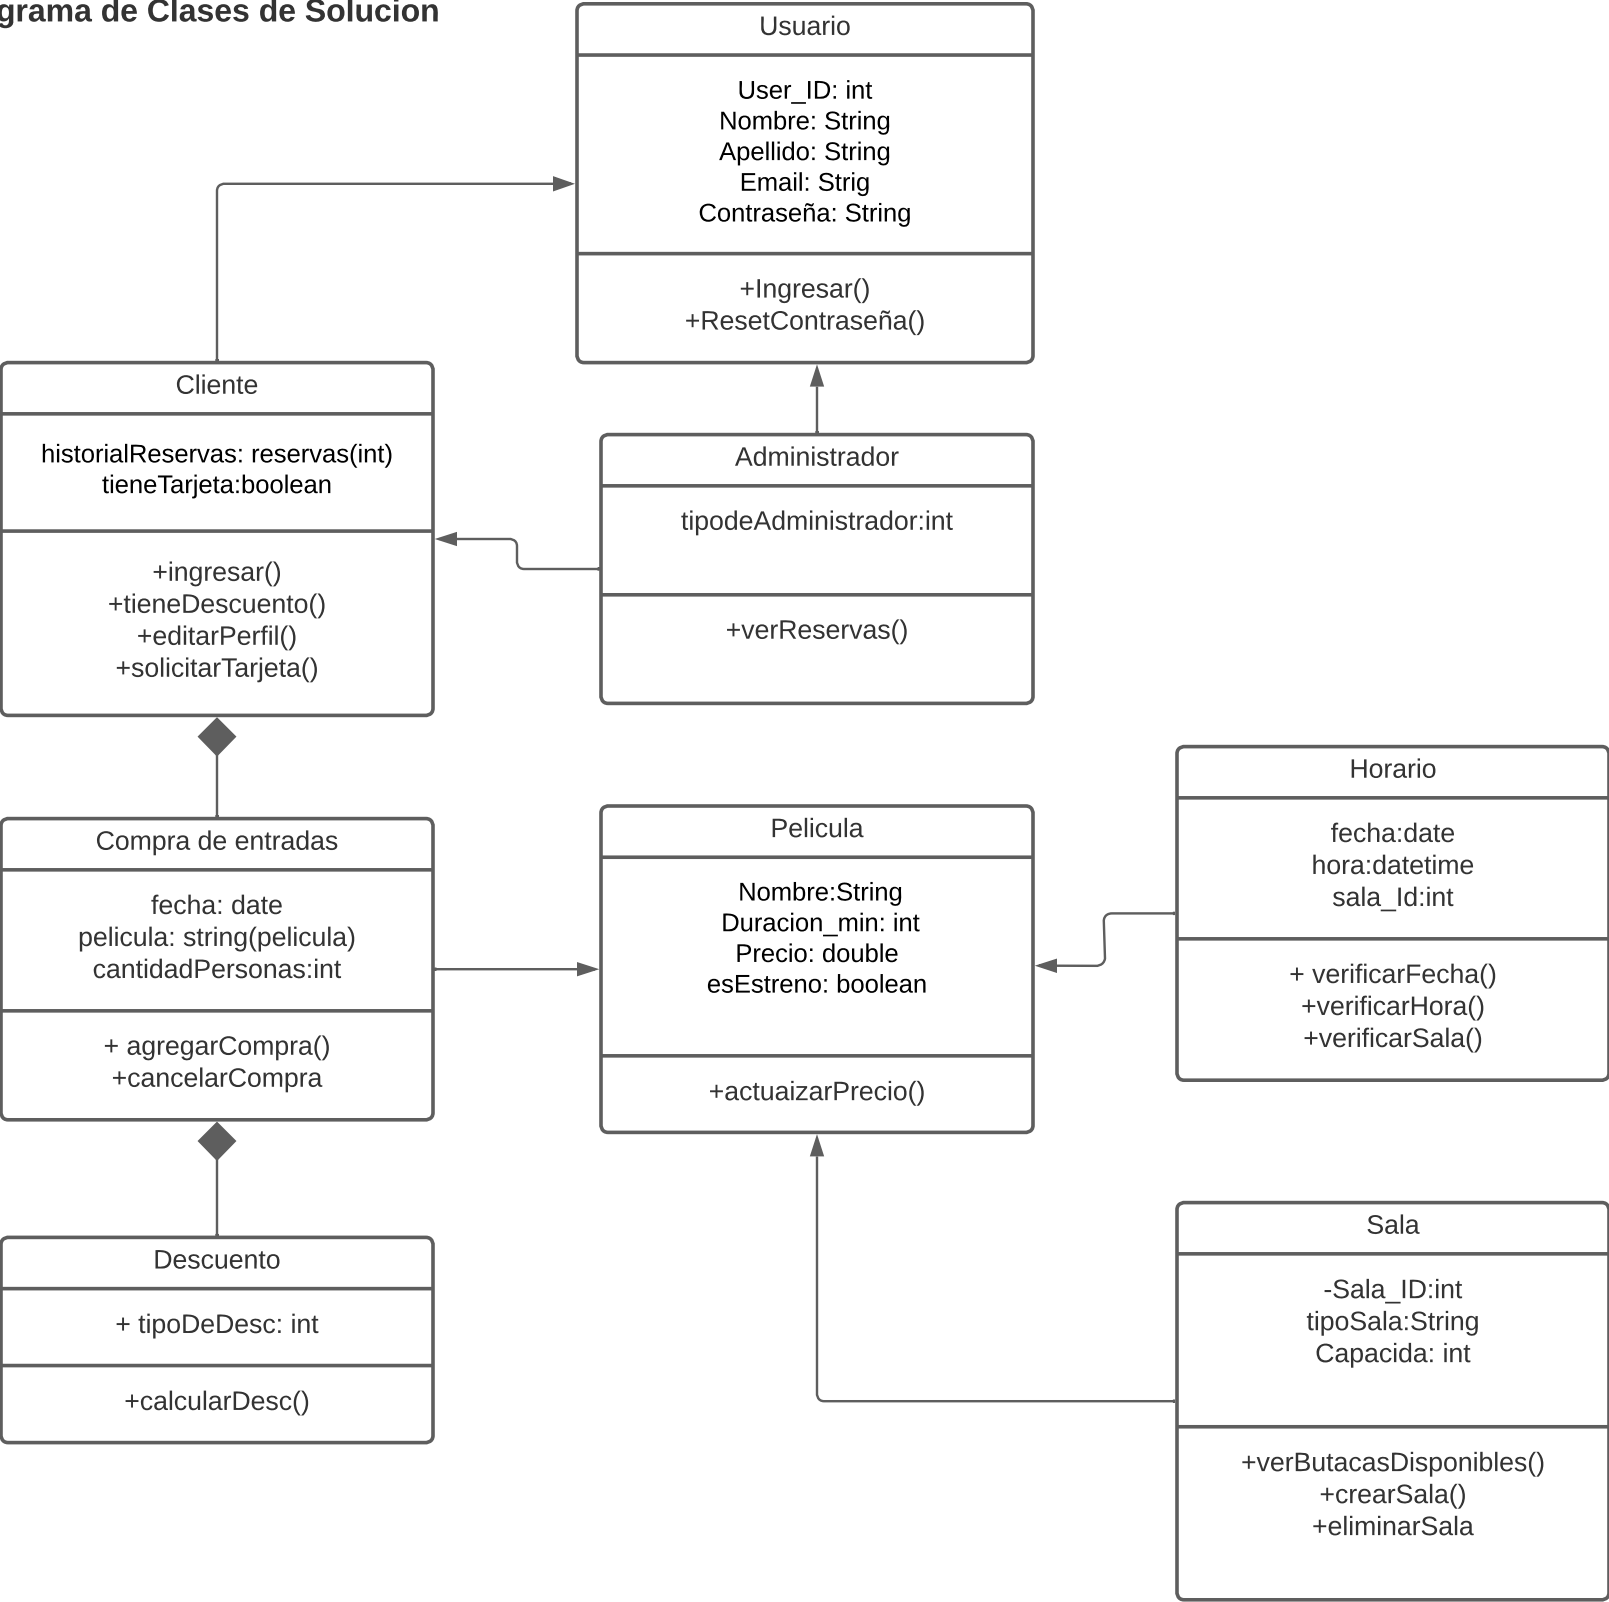 grama de Clases de Solucion
Usuario
User_ID: int
Nombre: String
Apellido: String
Email: Strig
Contraseña: String
+Ingresar()
+ResetContraseña()
Cliente
historialReservas: reservas(int)
tieneTarjeta:boolean
+ingresar()
+tieneDescuento()
+editarPerfil()
+solicitarTarjeta()
Administrador
tipodeAdministrador:int
+verReservas()
Compra de entradas
fecha: date
pelicula: string(pelicula)
cantidadPersonas:int
+ agregarCompra()
+cancelarCompra
Pelicula
Nombre:String
Duracion_min: int
Precio: double
esEstreno: boolean
+actuaizarPrecio()
Horario
fecha:date
hora:datetime
sala_Id:int
+ verificarFecha()
+verificarHora()
+verificarSala()
Descuento
+ tipoDeDesc: int
+calcularDesc()
Sala
-Sala_ID:int
tipoSala:String
Capacida: int
+verButacasDisponibles()
+crearSala()
+eliminarSala